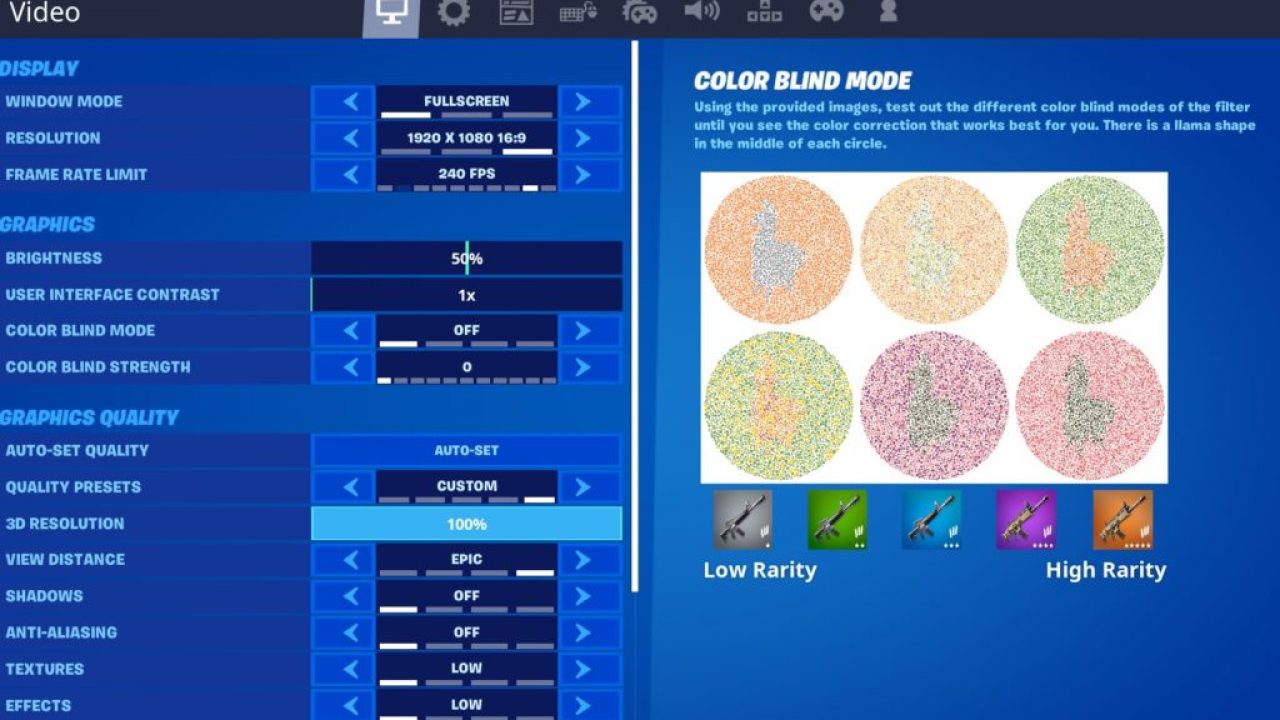 Video
DISPLAY
WINDOW MODE
FULLSCREEN
RESOLUTION
1920 X 1080 16:9
FRAME RATE LIMIT
240 FPS
GRAPHICS
BRIGHTNESS
50%
USER INTERFACE CONTRAST
1x
COLOR BLIND MODE
OFF
COLOR BLIND STRENGTH
0
GRAPHICS QUALITY
AUTO-SET QUALITY
AUTO-SET
QUALITY PRESETS
CUSTOM
3D RESOLUTION
100%
VIEW DISTANCE
EPIC
SHADOWS
OFF
ANTI-ALIASING
OFF
TEXTURES
LOW
EFFECTS
LOW
COLOR BLIND MODE
Using the provided images, test out the different color blind modes of the filter
until you see the color correction that works best for you. There is a llama shape
in the middle of each circle.
Low Rarity
High Rarity